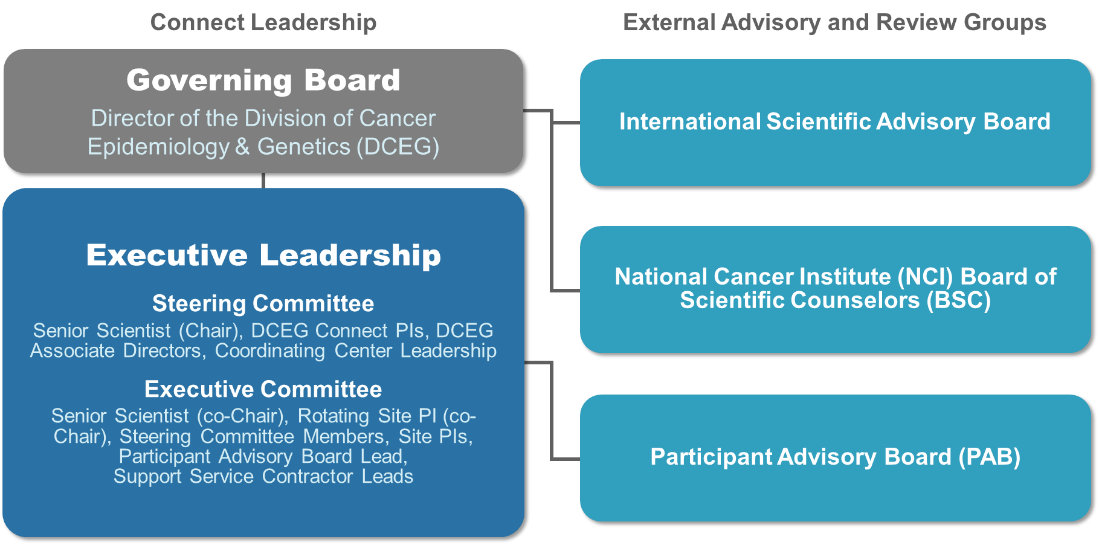 Connect Leadership
External Advisory and Review Groups
Governing Board
Director of the Division of Cancer
Epidemiology & Genetics (DCEG)
Executive Leadership
Steering Committee
Senior Scientist (Chair), DCEG Connect PIs, DCEG
Associate Directors, Coordinating Center Leadership
Executive Committee
Senior Scientist (co-Chair), Rotating Site PI (co-
Chair), Steering Committee Members, Site PIs,
Participant Advisory Board Lead,
Support Service Contractor Leads
International Scientific Advisory Board
National Cancer Institute (NCI) Board of
Scientific Counselors (BSC)
Participant Advisory Board (PAB)